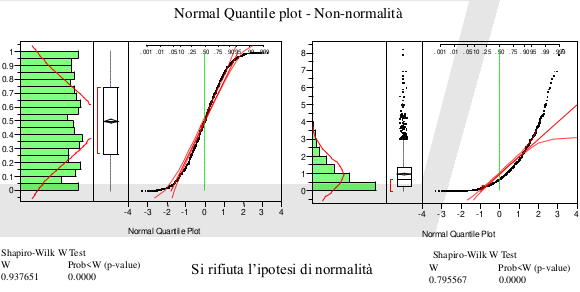 Normal Quantile plot - Non-normalità
.001 .01 .05 .10 .25 .50 .75 .90 .95 .99 .999
1
0.9
0.8
0.7
0.6
0.5
0.4
0.3
0.2
0.1
0
-4 -3 -2 -1 0 1 2 3 4
Normal Quantile Plot
.001 .01 .05 .10 .25 .50 .75 .90 .95 .99
8
7
6
5
4
3
2
1
0
-4 -3 -2 -1 0 1 2 3 4
Normal Quantile Plot
Shapiro-Wilk W Test
W Prob<W (p-value)
0.937651 0.0000
Si rifiuta l'ipotesi di normalità
Shapiro-Wilk W Test
W Prob<W (p-value)
0.795567 0.0000